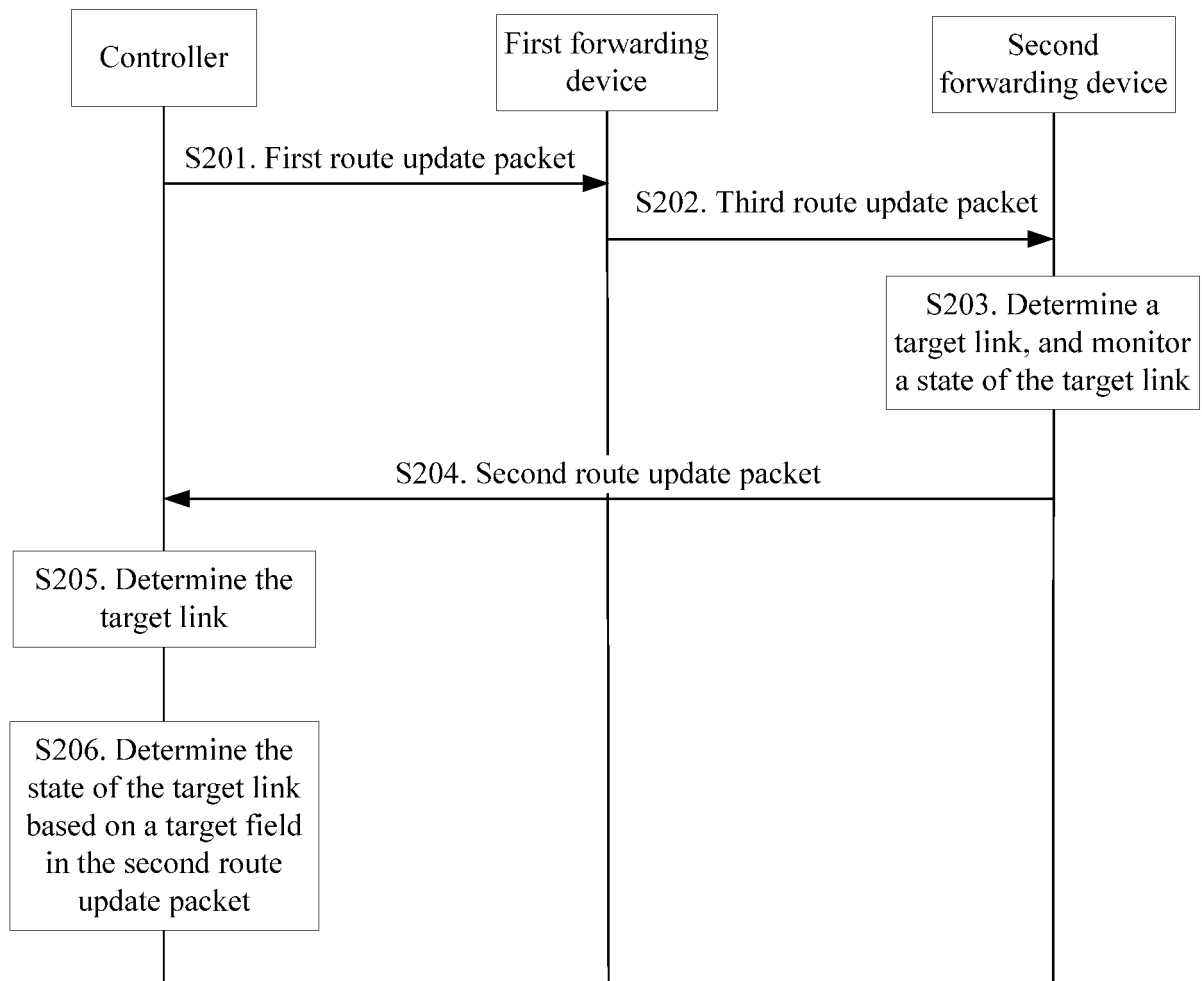 Controller
First forwarding
device
Second
forwarding device
S201. First route update packet
S202. Third route update packet
S203. Determine a
target link, and monitor
a state of the target link
S204. Second route update packet
S205. Determine the
target link
S206. Determine the
state of the target link
based on a target field
in the second route
update packet